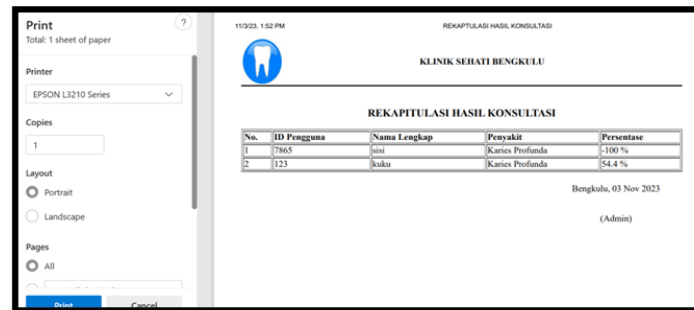 Print
?
Total: 1 sheet of paper
Printer
EPSON L3210 Series
Copies
1
Layout
Portrait
Landscape
Pages
All
Print Cancel
11/3/23, 1:52 PM REKAPTULASI HASIL KONSULTASI
KLINIK SEHATI BENGKULU
REKAPITULASI HASIL KONSULTASI
No. ID Pengguna Nama Lengkap Penyakit Persentase
1 7865 sisi Karies Profunda -100 %
2 123 kuku Karies Profunda 54.4 %
Bengkulu, 03 Nov 2023
(Admin)